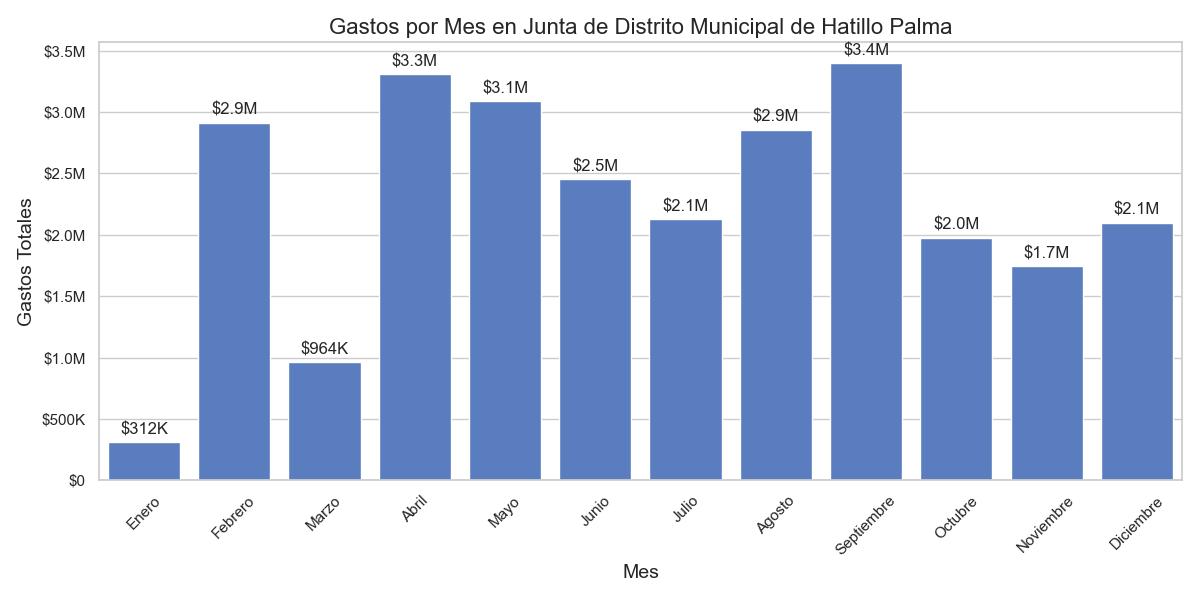 Gastos por Mes en Junta de Distrito Municipal de Hatillo Palma
Gastos Totales
$3.5M
$3.0M
$2.5M
$2.0M
$1.5M
$1.0M
$500K
$0
$312K
$2.9M
$964K
$3.3M
$3.1M
$2.5M
$2.1M
$2.9M
$3.4M
$2.0M
$1.7M
$2.1M
Enero
Febrero
Marzo
Abril
Mayo
Junio
Julio
Agosto
Septiembre
Octubre
Noviembre
Diciembre
Mes